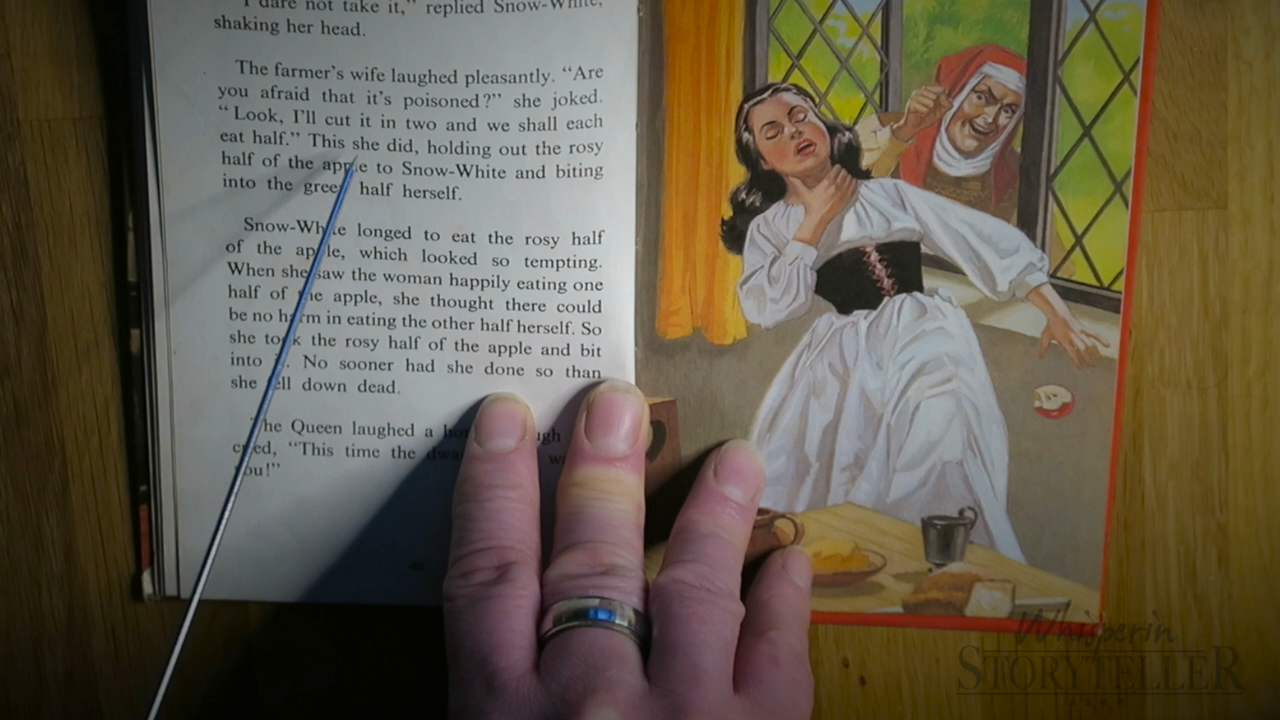 "I dare not take it," replied Snow-White,
shaking her head.
The farmer's wife laughed pleasantly. "Are
you afraid that it's poisoned?" she joked.
"Look, I'll cut it in two and we shall each
eat half." This she did, holding out the rosy
half of the apple to Snow-White and biting
into the green half herself.
Snow-White longed to eat the rosy half
of the apple, which looked so tempting.
When she saw the woman happily eating one
half of the apple, she thought there could
be no harm in eating the other half herself. So
she took the rosy half of the apple and bit
into it. No sooner had she done so than
she fell down dead.
The Queen laughed a
cried, "This time the
you!"
Whisperin
STORYTELLER